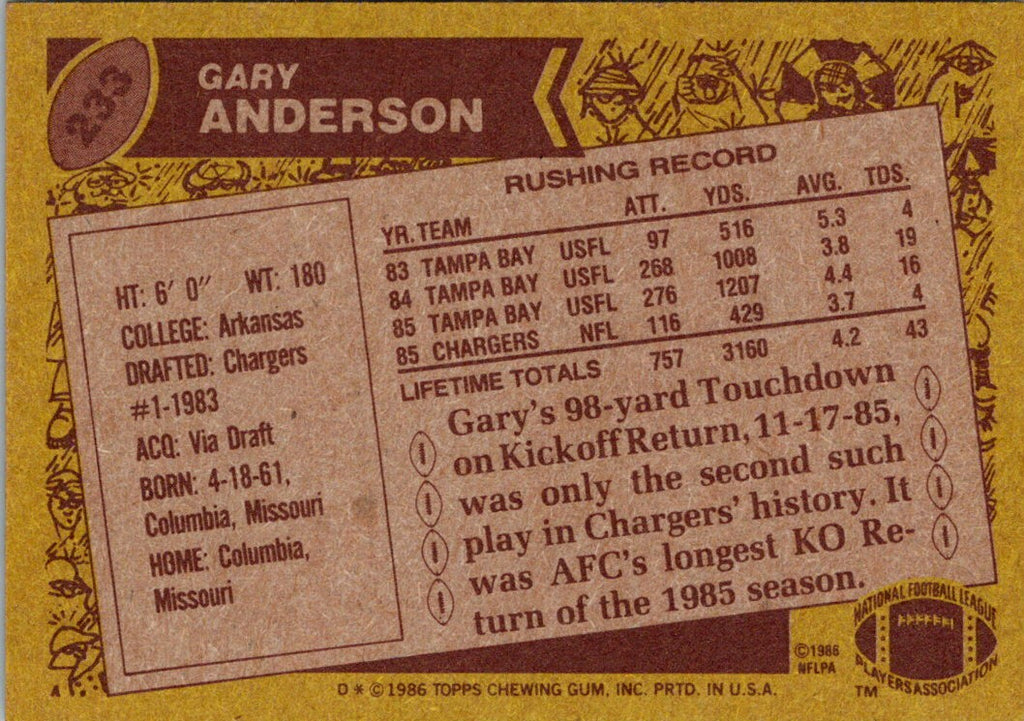 233
GARY
ANDERSON
HT: 6' 0" WT: 180
COLLEGE: Arkansas
DRAFTED: Chargers
#1-1983
ACQ: Via Draft
BORN: 4-18-61,
Columbia, Missouri
HOME: Columbia,
Missouri
RUSHING RECORD
YR. TEAM ATT. YDS. AVG. TDS.
83 TAMPA BAY USFL 97 516 5.3 4
84 TAMPA BAY USFL 268 1008 3.8 19
85 TAMPA BAY USFL 276 1207 4.4 16
85 CHARGERS NFL 116 429 3.7 4
LIFETIME TOTALS 757 3160 4.2 43
Gary's 98-yard Touchdown
on Kickoff Return, 11-17-85,
was only the second such
play in Chargers' history. It
was AFC's longest KO Re-
turn of the 1985 season.
©1986
NFLPA
NATIONAL FOOTBALL LEAGUE
PLAYERS ASSOCIATION
TM
D * © 1986 TOPPS CHEWING GUM, INC. PRTD. IN U.S.A.